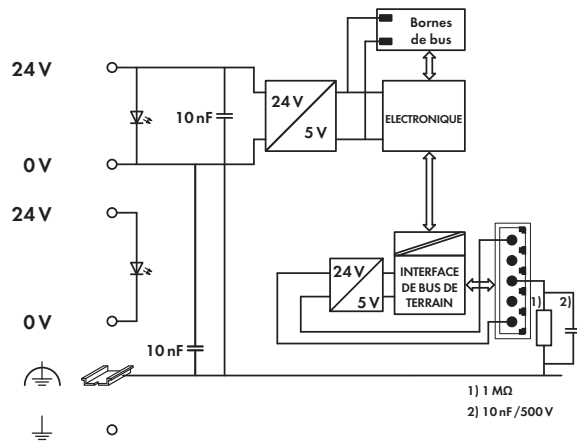 Bornes
de bus
24 V
10 nF
24 V
5 V
ELECTRONIQUE
0 V
24 V
24 V
5 V
INTERFACE
DE BUS DE
TERRAIN
1)
2)
0 V
10 nF
1) 1 MΩ
2) 10 nF/500 V